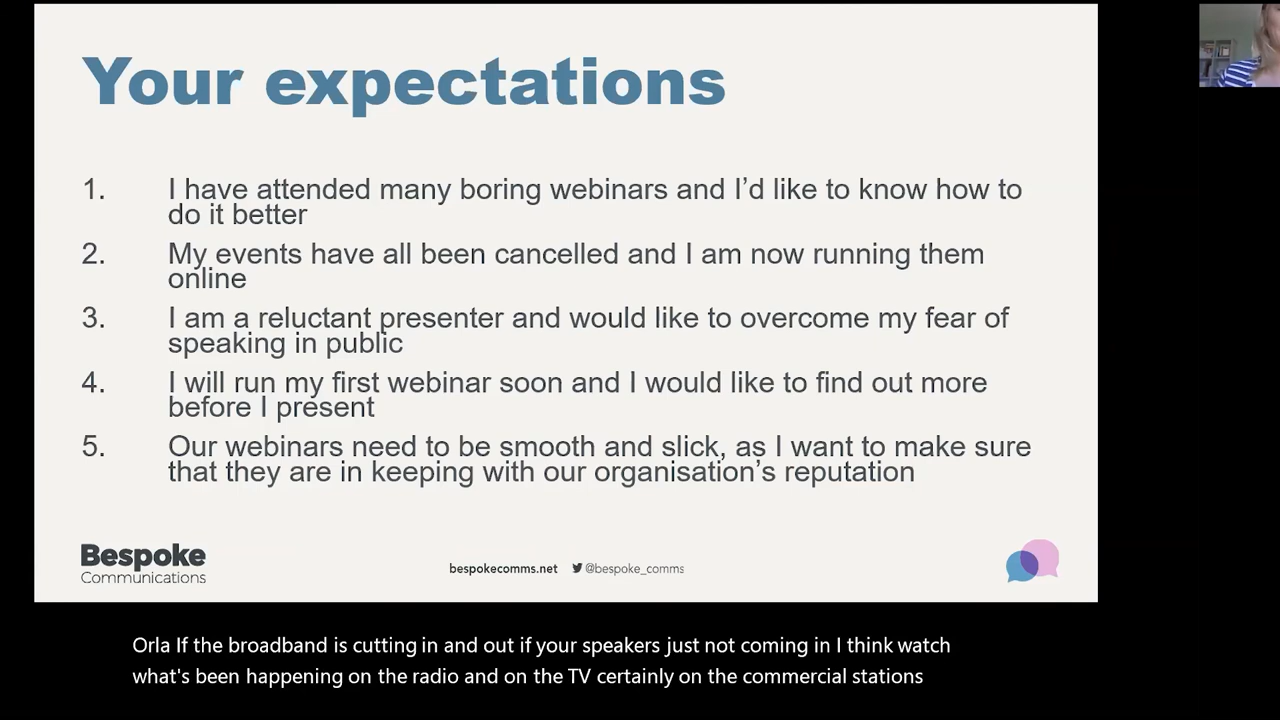 Your expectations
1. I have attended many boring webinars and I’d like to know how to
do it better
2. My events have all been cancelled and I am now running them
online
3. I am a reluctant presenter and would like to overcome my fear of
speaking in public
4. I will run my first webinar soon and I would like to find out more
before I present
5. Our webinars need to be smooth and slick, as I want to make sure
that they are in keeping with our organisation’s reputation
Bespoke
Communications
bespokecomms.net @bespoke_comms
Orla If the broadband is cutting in and out if your speakers just not coming in I think watch
what's been happening on the radio and on the TV certainly on the commercial stations